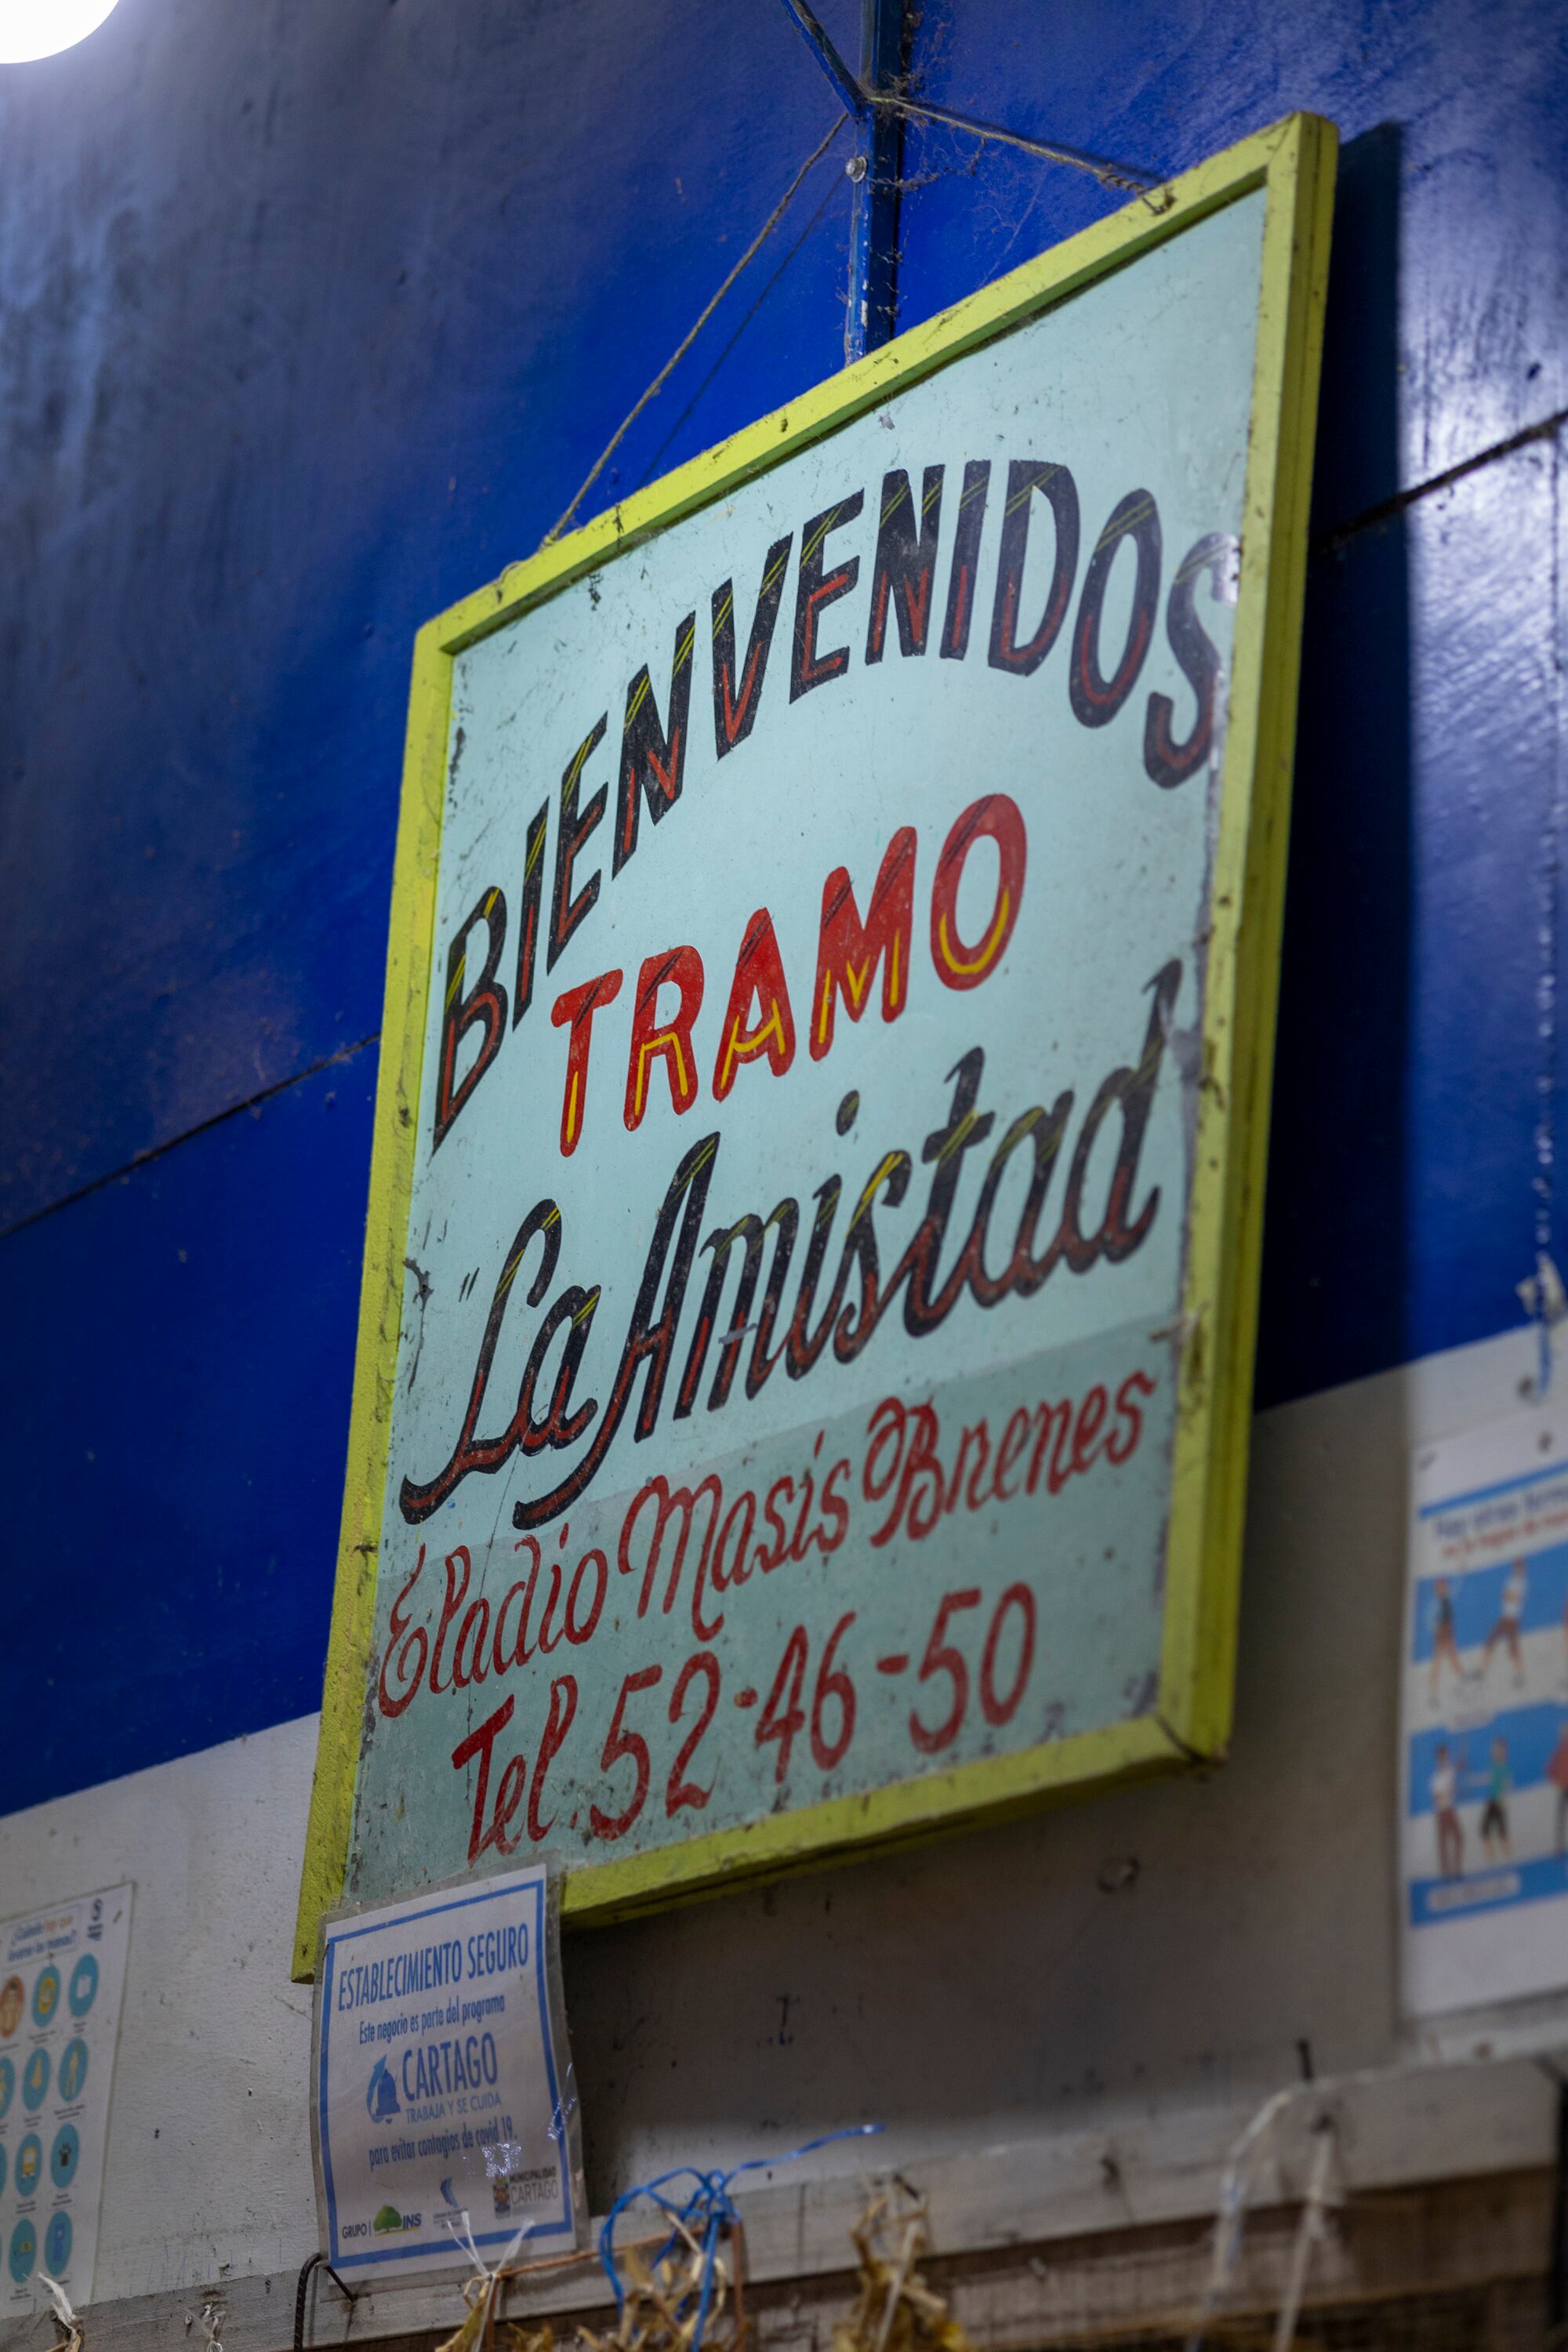 BIENVENIDOS
TRAMO
"La Amistad
Eladio Masis Brenes
Tel. 52-46-50
ESTABLECIMIENTO SEGURO
Este negocio es parte del programa
CARTAGO
TRABAJA Y SE CUIDA
para evitar contagios de covid 19.
GRUPO | INS
MUNICIPALIDAD
CARTAGO